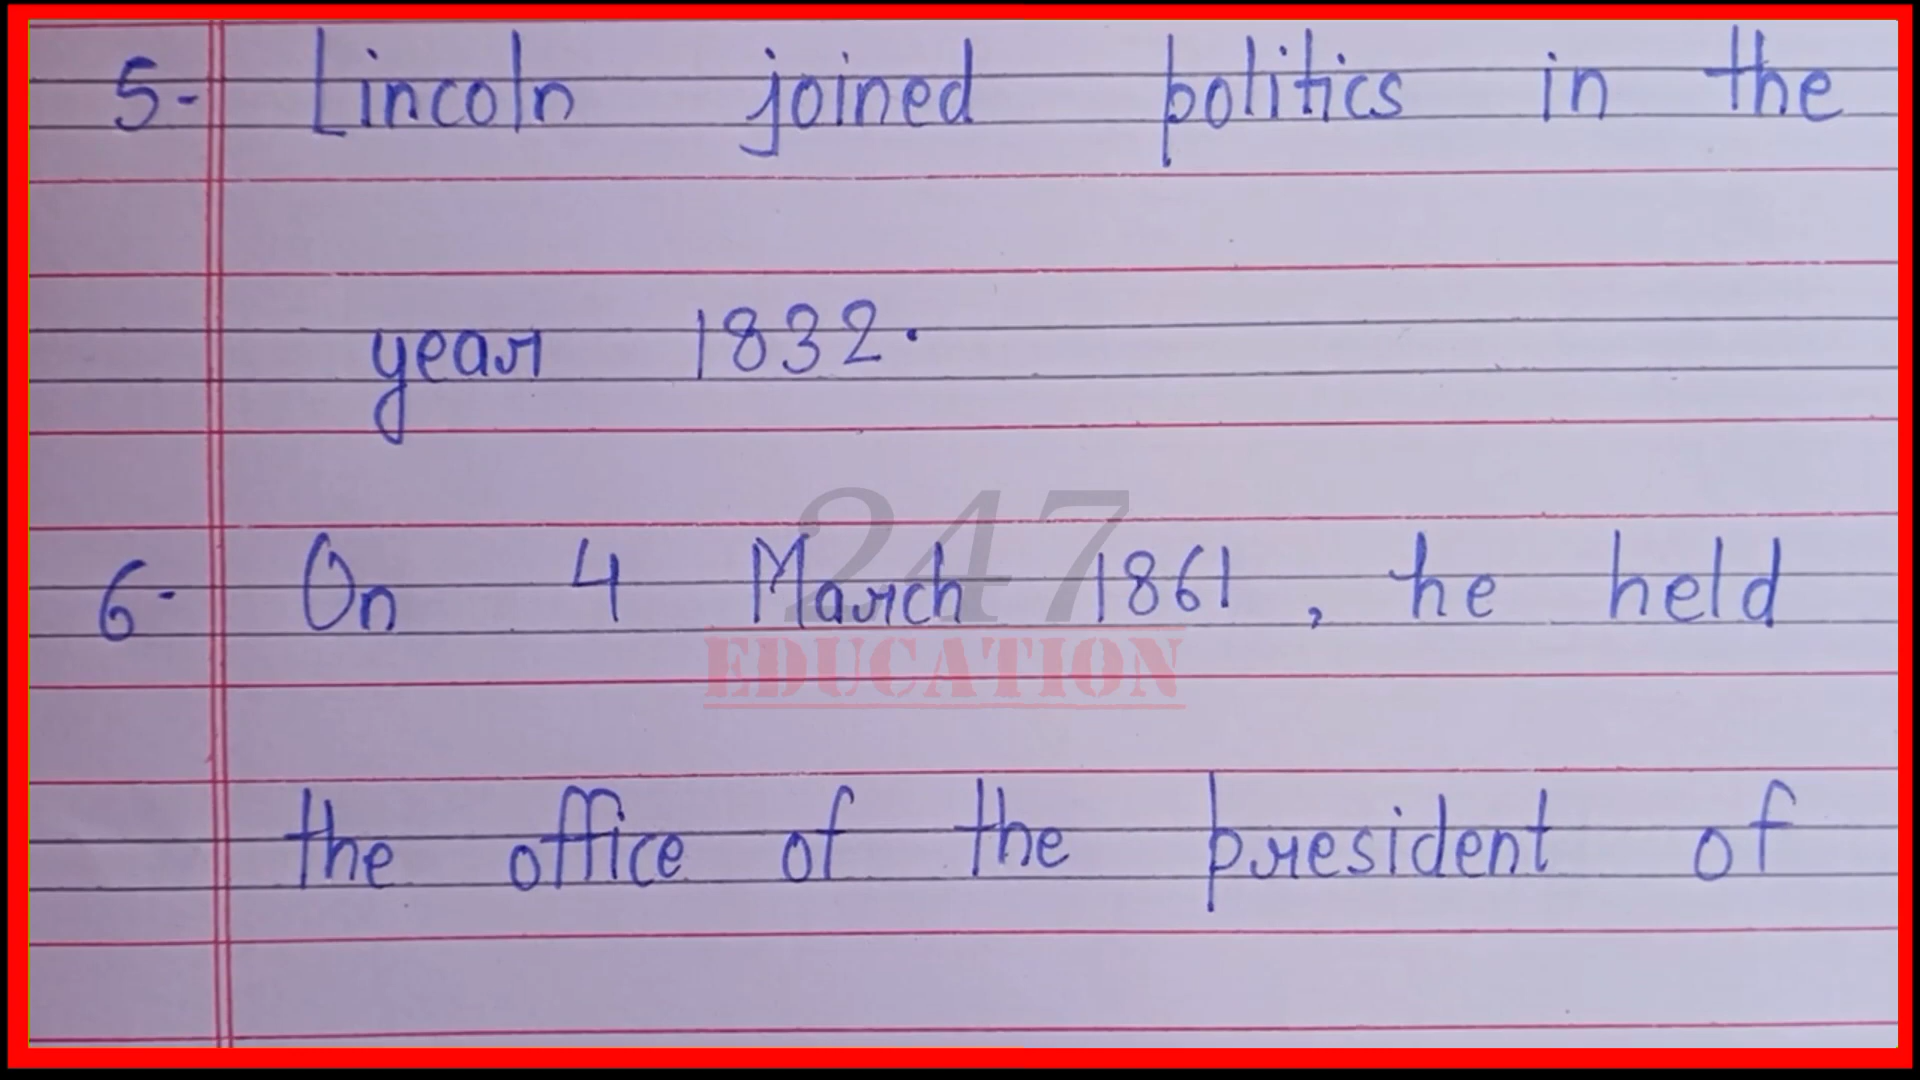 5- Lincoln joined politics in the
year 1832.
6- On 4 March 1861, he held
247
EDUCATION
the office of the president of